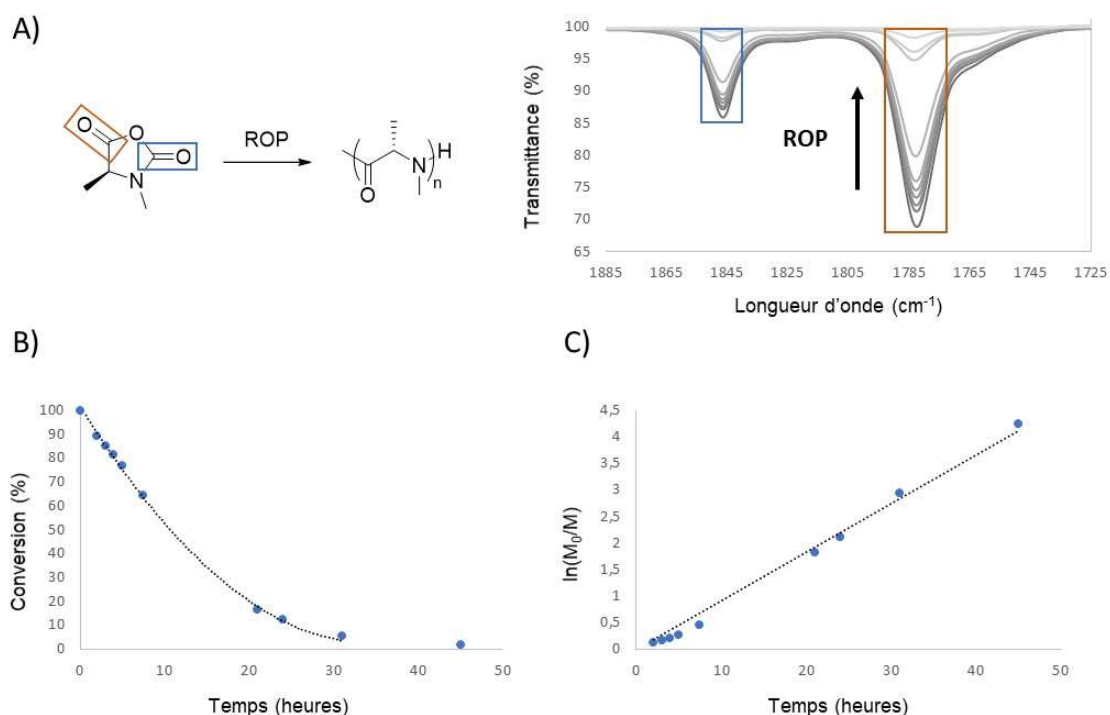 A)
O
O
O
N
ROP
O
N
H
n
Transmittance (%)
100
95
90
85
80
75
70
65
ROP
1885 1865 1845 1825 1805 1785 1765 1745 1725
Longueur d'onde (cm-1)
B)
Conversion (%)
100
90
80
70
60
50
40
30
20
10
0
0 10 20 30 40 50
Temps (heures)
C)
ln(M0/M)
4,5
4
3,5
3
2,5
2
1,5
1
0,5
0
0 10 20 30 40 50
Temps (heures)